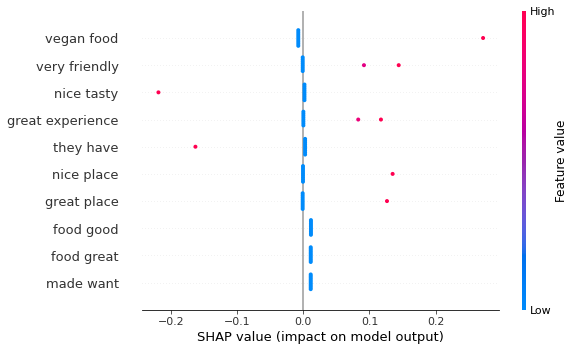 High
vegan food
very friendly
nice tasty
great experience
they have
nice place
great place
food good
food great
made want
Feature value
Low
−0.2 −0.1 0.0 0.1 0.2
SHAP value (impact on model output)